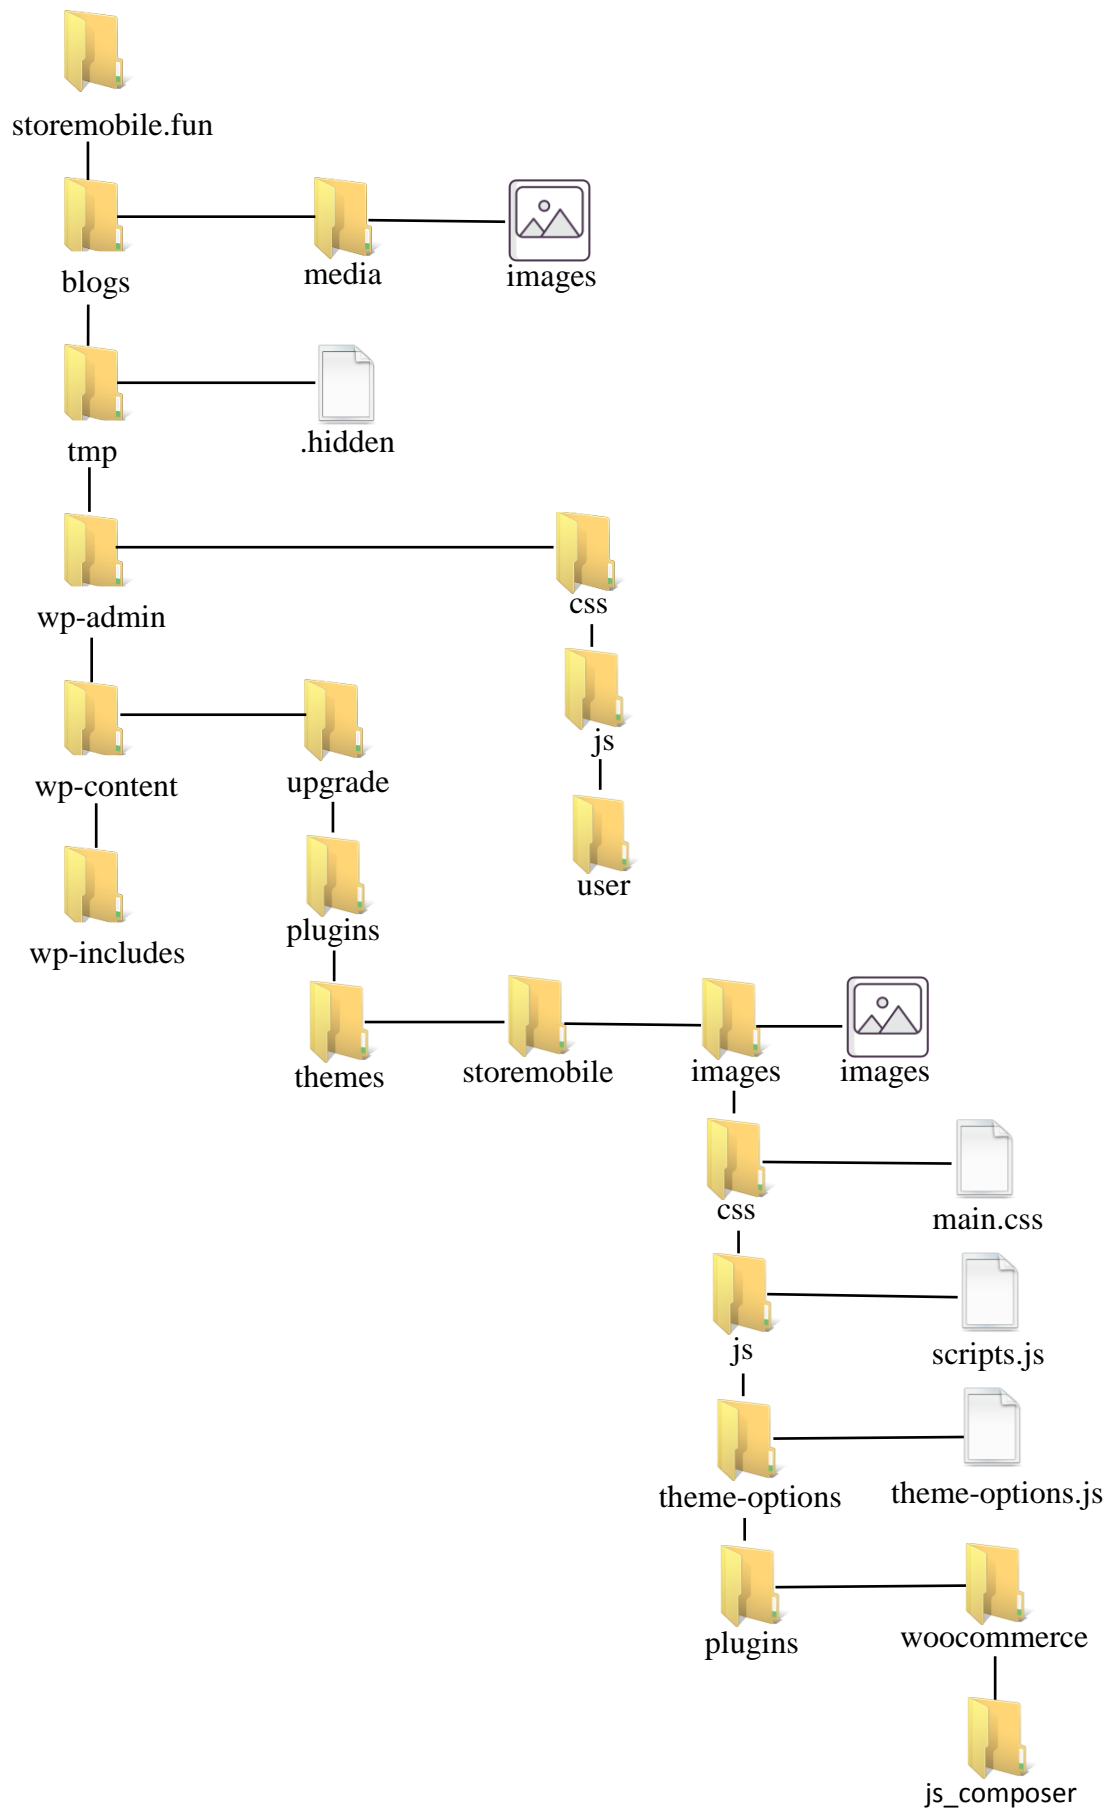 storemobile.fun
blogs
media
images
tmp
.hidden
wp-admin
css
js
user
wp-content
upgrade
wp-includes
plugins
themes
storemobile
images
images
css
main.css
js
scripts.js
theme-options
theme-options.js
plugins
woocommerce
js_composer